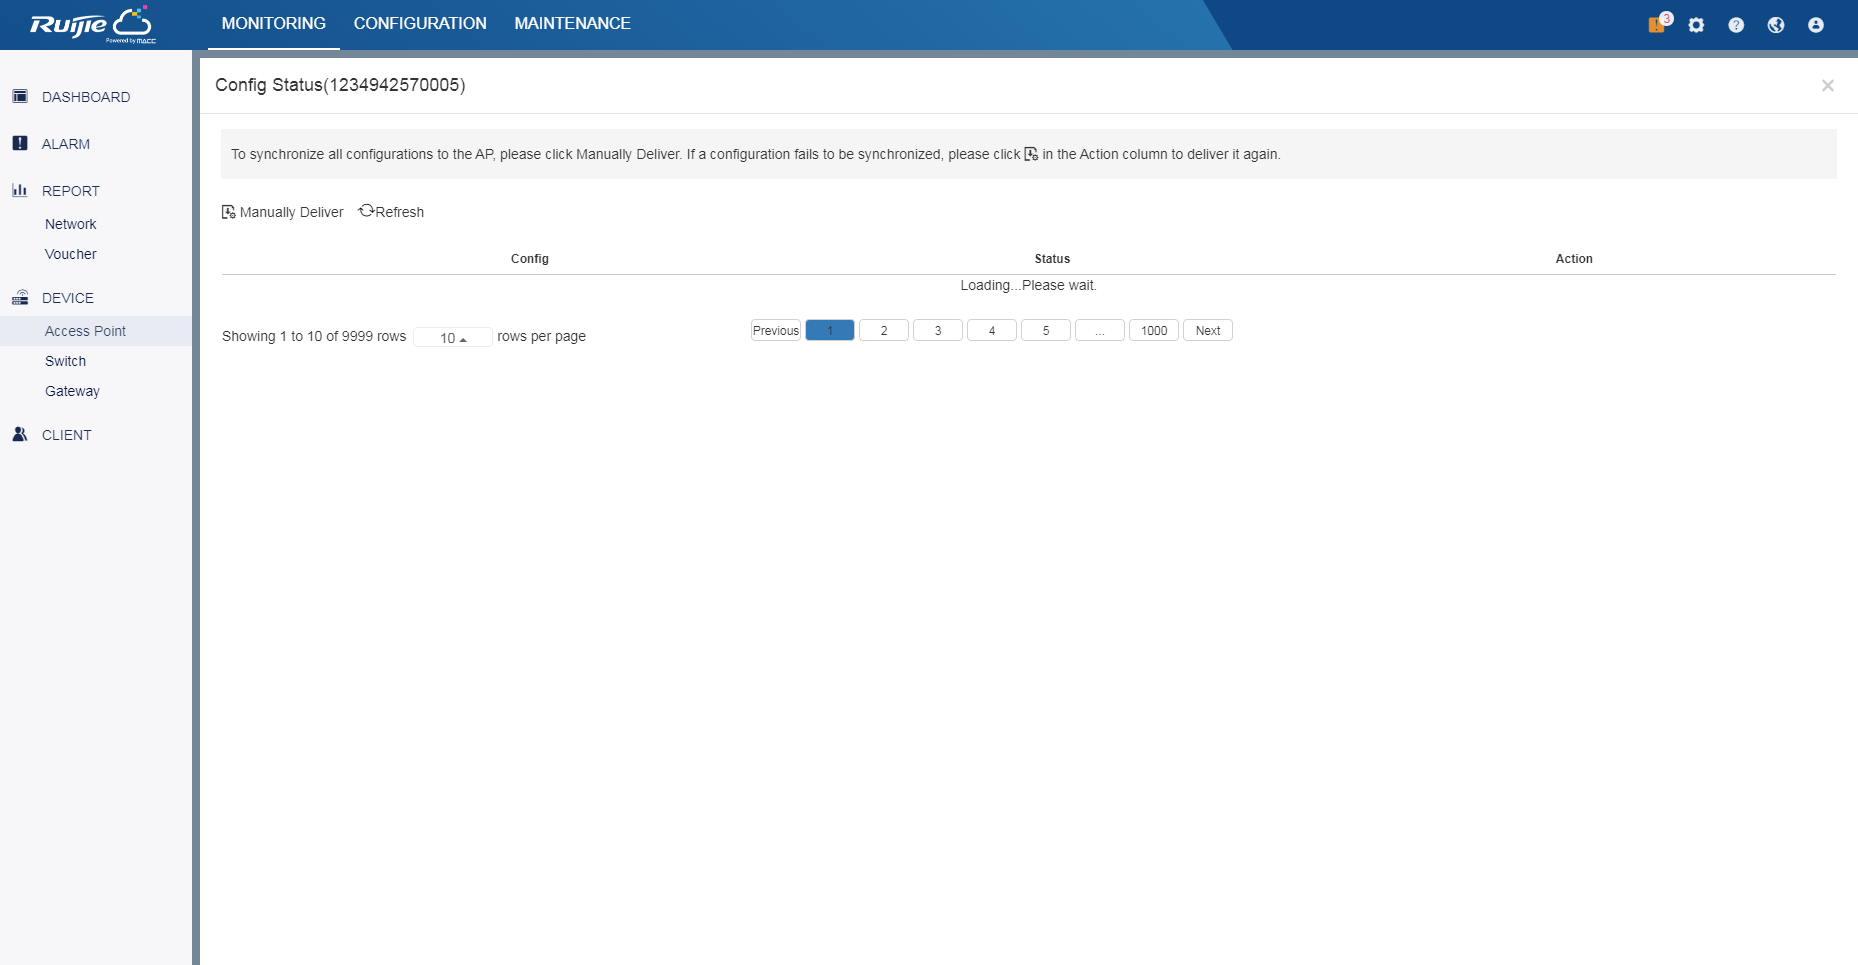 Ruijie
Powered by MACC
MONITORING CONFIGURATION MAINTENANCE
3
DASHBOARD
ALARM
REPORT
Network
Voucher
DEVICE
Access Point
Switch
Gateway
CLIENT
Config Status(1234942570005)
To synchronize all configurations to the AP, please click Manually Deliver. If a configuration fails to be synchronized, please click in the Action column to deliver it again.
Manually Deliver Refresh
Config Status Action
Loading...Please wait.
Showing 1 to 10 of 9999 rows 10 rows per page
Previous 1 2 3 4 5 ... 1000 Next